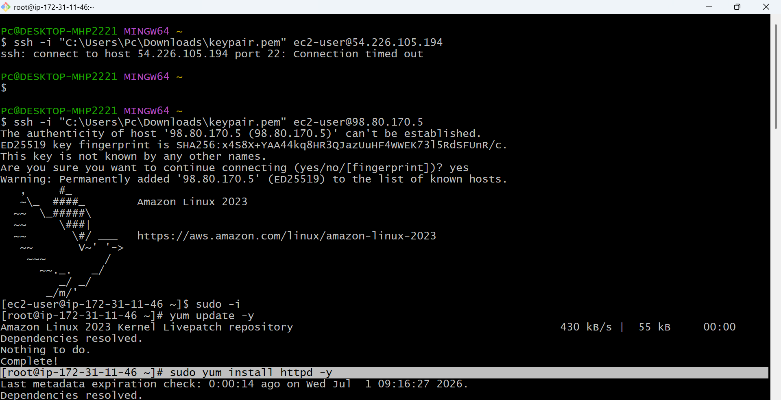 root@ip-172-31-11-46:~
Pc@DESKTOP-MHP2221 MINGW64 ~
$ ssh -i "C:\Users\Pc\Downloads\keypair.pem" ec2-user@54.226.105.194
ssh: connect to host 54.226.105.194 port 22: Connection timed out
Pc@DESKTOP-MHP2221 MINGW64 ~
$
Pc@DESKTOP-MHP2221 MINGW64 ~
$ ssh -i "C:\Users\Pc\Downloads\keypair.pem" ec2-user@98.80.170.5
The authenticity of host '98.80.170.5 (98.80.170.5)' can't be established.
ED25519 key fingerprint is SHA256:x4S8X+YAA44kq8HR3QJazUuHF4WWEK73l5RdSFUnR/c.
This key is not known by any other names.
Are you sure you want to continue connecting (yes/no/[fingerprint])? yes
Warning: Permanently added '98.80.170.5' (ED25519) to the list of known hosts.
   ,     #_
   ~\_  ####_        Amazon Linux 2023
  ~~  \_#####\
  ~~     \###|
  ~~       \#/ ___   https://aws.amazon.com/linux/amazon-linux-2023
   ~~       V~' '->
    ~~~         /
      ~~._.   _/
         _/ _/
       _/m/'
[ec2-user@ip-172-31-11-46 ~]$ sudo -i
[root@ip-172-31-11-46 ~]# yum update -y
Amazon Linux 2023 Kernel Livepatch repository                    430 kB/s |  55 kB     00:00
Dependencies resolved.
Nothing to do.
Complete!
[root@ip-172-31-11-46 ~]# sudo yum install httpd -y
Last metadata expiration check: 0:00:14 ago on Wed Jul  1 09:16:27 2026.
Dependencies resolved.